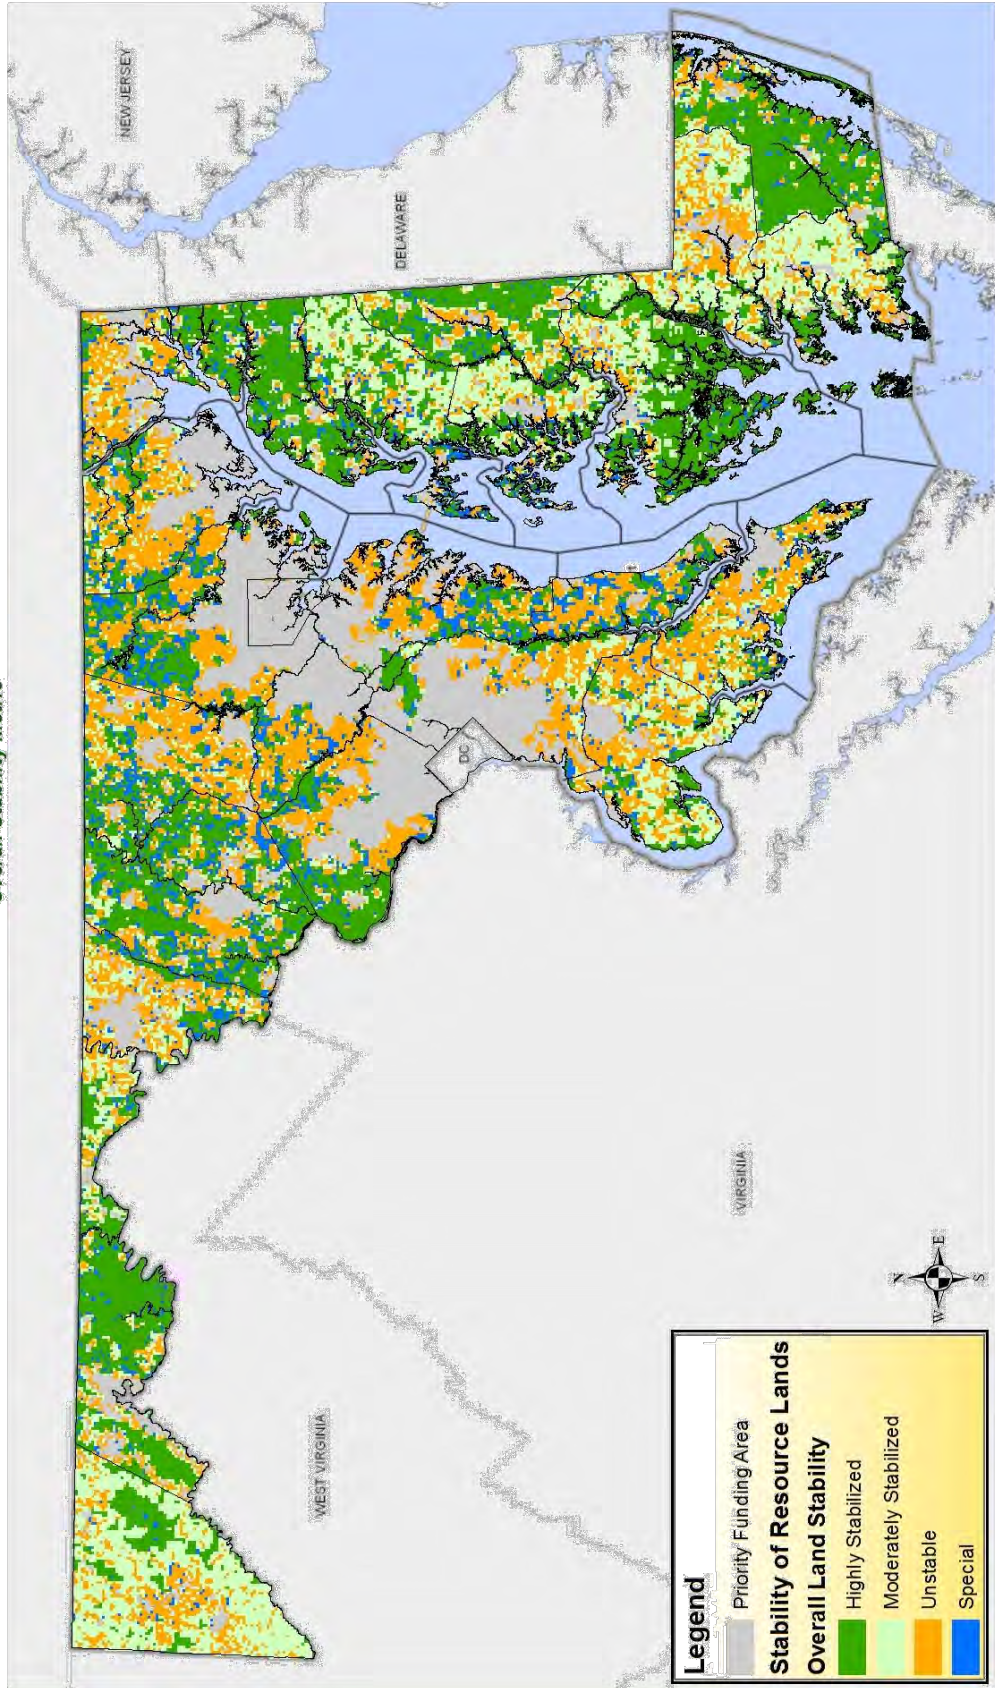 NEW JERSEY
DELAWARE
DC
VIRGINIA
WEST VIRGINIA
N
W
E
S
Legend
Priority Funding Area
Stability of Resource Lands
Overall Land Stability
Highly Stabilized
Moderately Stabilized
Unstable
Special